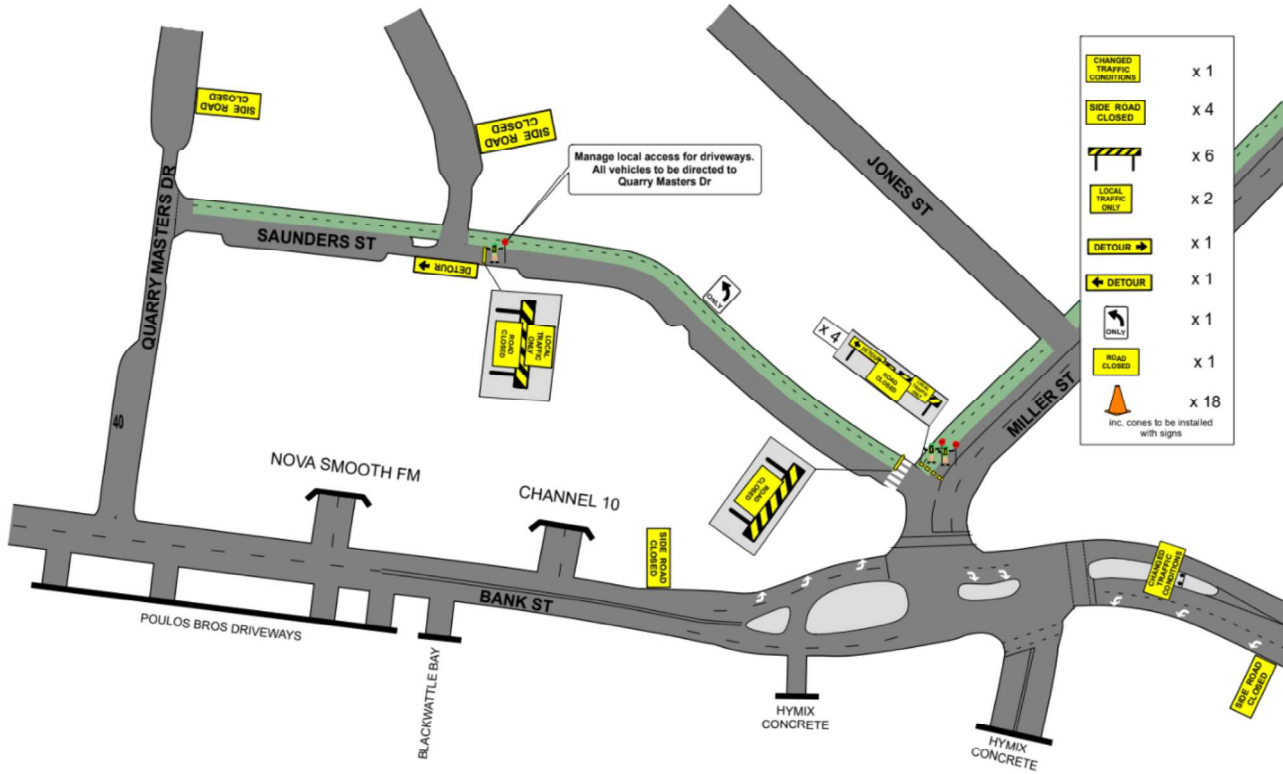 SIDE ROAD
CLOSED
SIDE ROAD
CLOSED
Manage local access for driveways.
All vehicles to be directed to
Quarry Masters Dr
QUARRY MASTERS DR
SAUNDERS ST
DETOUR
JONES ST
ONLY
LOCAL
TRAFFIC
ONLY
ROAD
CLOSED
x 4
DETOUR
ROAD
CLOSED
LOCAL
TRAFFIC
ONLY
MILLER ST
ROAD
CLOSED
40
NOVA SMOOTH FM
CHANNEL 10
SIDE ROAD
CLOSED
BANK ST
CHANGED
TRAFFIC
CONDITIONS
SIDE ROAD
CLOSED
POULOS BROS DRIVEWAYS
BLACKWATTLE BAY
HYMIX
CONCRETE
HYMIX
CONCRETE
CHANGED
TRAFFIC
CONDITIONS
x 1
SIDE ROAD
CLOSED
x 4
x 6
LOCAL
TRAFFIC
ONLY
x 2
DETOUR
x 1
DETOUR
x 1
ONLY
x 1
ROAD
CLOSED
x 1
x 18
inc. cones to be installed
with signs